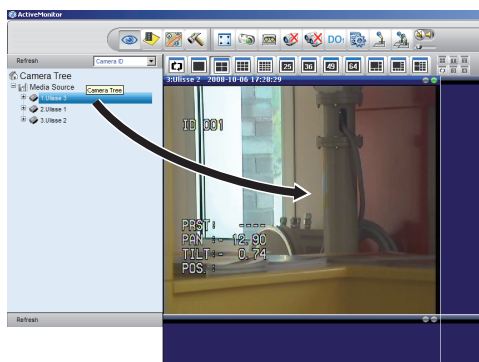 ActiveMonitor
DO:
Refresh
Camera ID
25 36 49 64
Camera Tree
3:Ulisse 2 2008-10-06 17:28:29
Media Source
Camera Tree
1.Ulisse 3
2.Ulisse 1
3.Ulisse 2
ID 001
PRST: ----
PAN :- 12.90
TILT:- 0.74
POS.:
Refresh